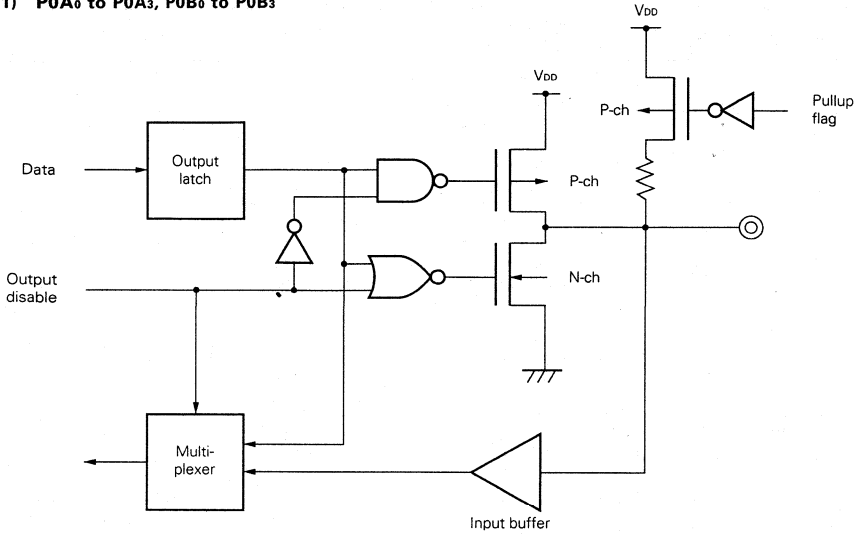 1) P0A0 to P0A3, P0B0 to P0B3
VDD
VDD
P-ch
Pullup
flag
Data
Output
latch
P-ch
Output
disable
N-ch
Multi-
plexer
Input buffer